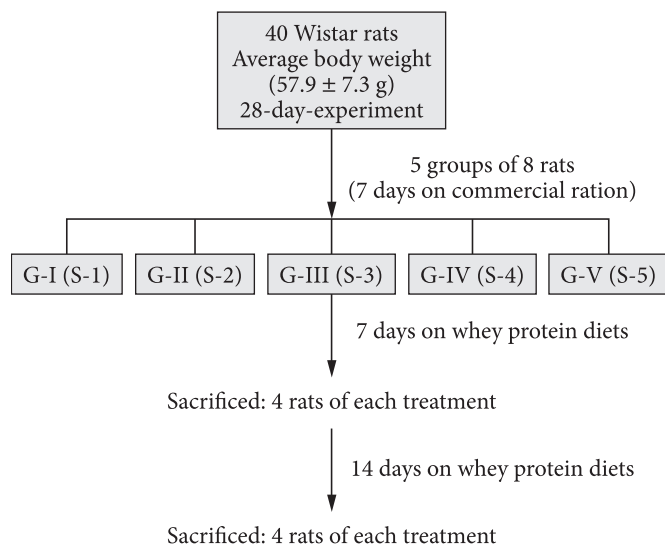 40 Wistar rats
Average body weight
(57.9 ± 7.3 g)
28-day-experiment
5 groups of 8 rats
(7 days on commercial ration)
G-I (S-1)
G-II (S-2)
G-III (S-3)
G-IV (S-4)
G-V (S-5)
7 days on whey protein diets
Sacrificed: 4 rats of each treatment
14 days on whey protein diets
Sacrificed: 4 rats of each treatment